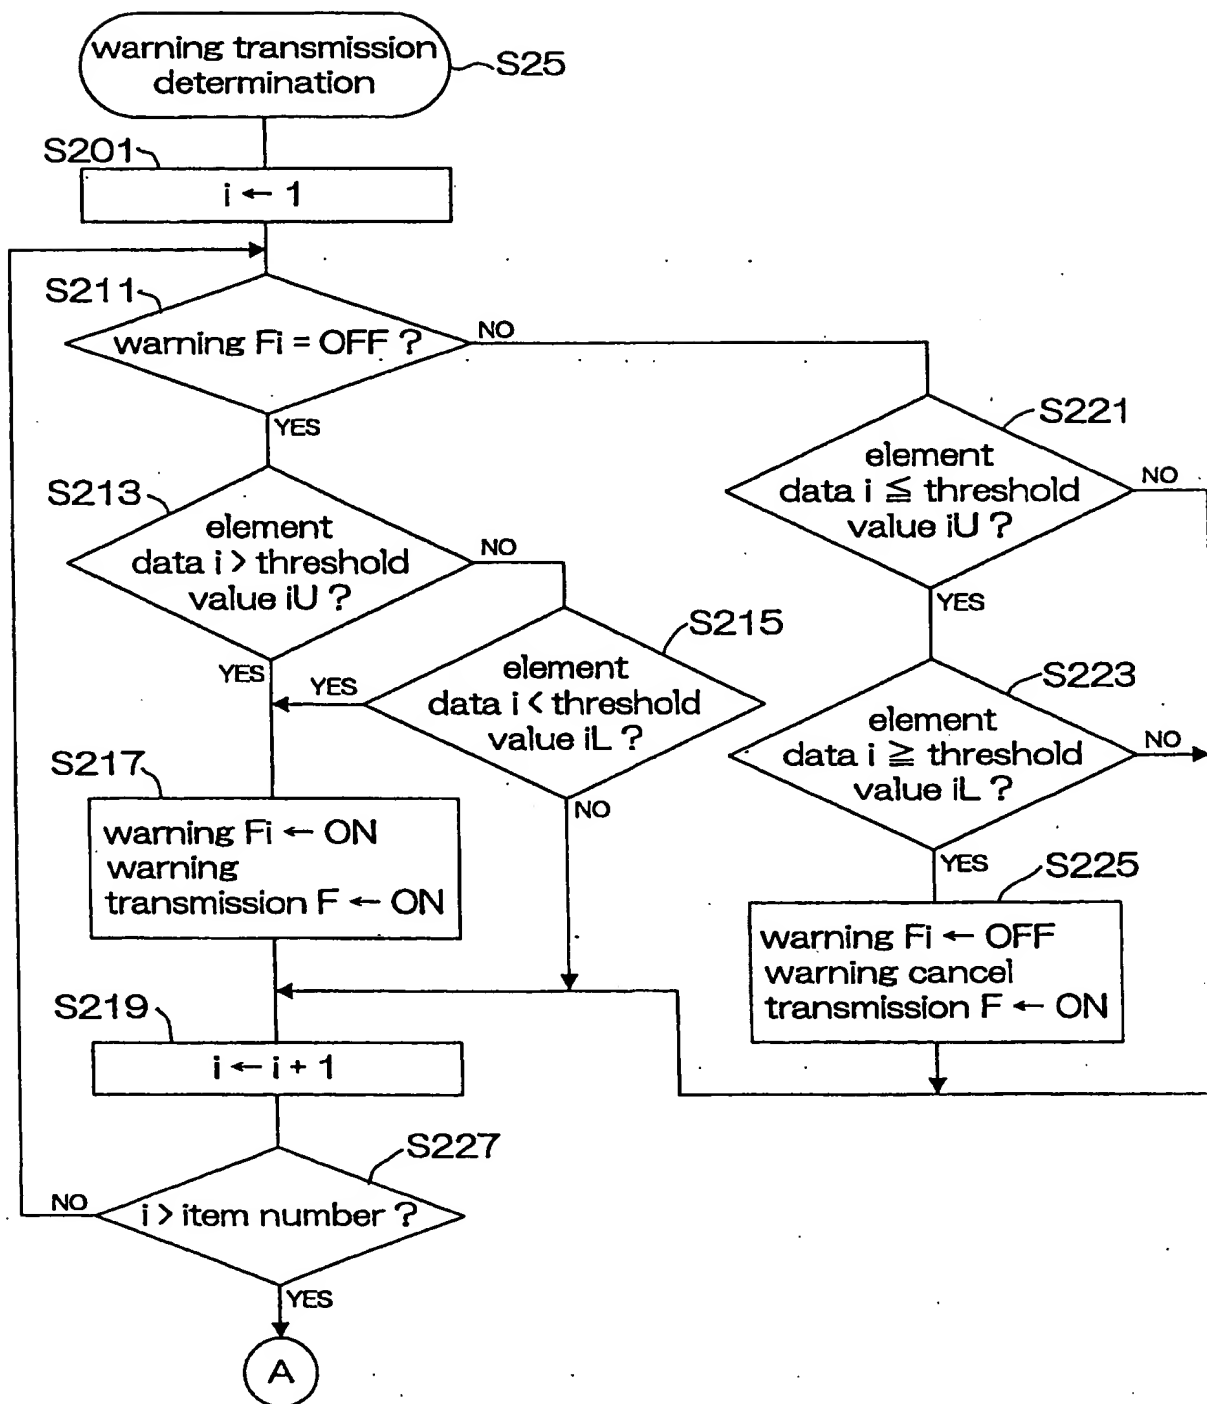 warning transmission
determination
S25
S201
i ← 1
S211
warning Fi = OFF ?
NO
YES
S221
element
data i ≦ threshold
value iU ?
NO
YES
S213
element
data i > threshold
value iU ?
NO
YES
S215
element
data i < threshold
value iL ?
YES
NO
S223
element
data i ≧ threshold
value iL ?
NO
YES
S217
warning Fi ← ON
warning
transmission F ← ON
S225
warning Fi ← OFF
warning cancel
transmission F ← ON
S219
i ← i + 1
S227
i > item number ?
NO
YES
A